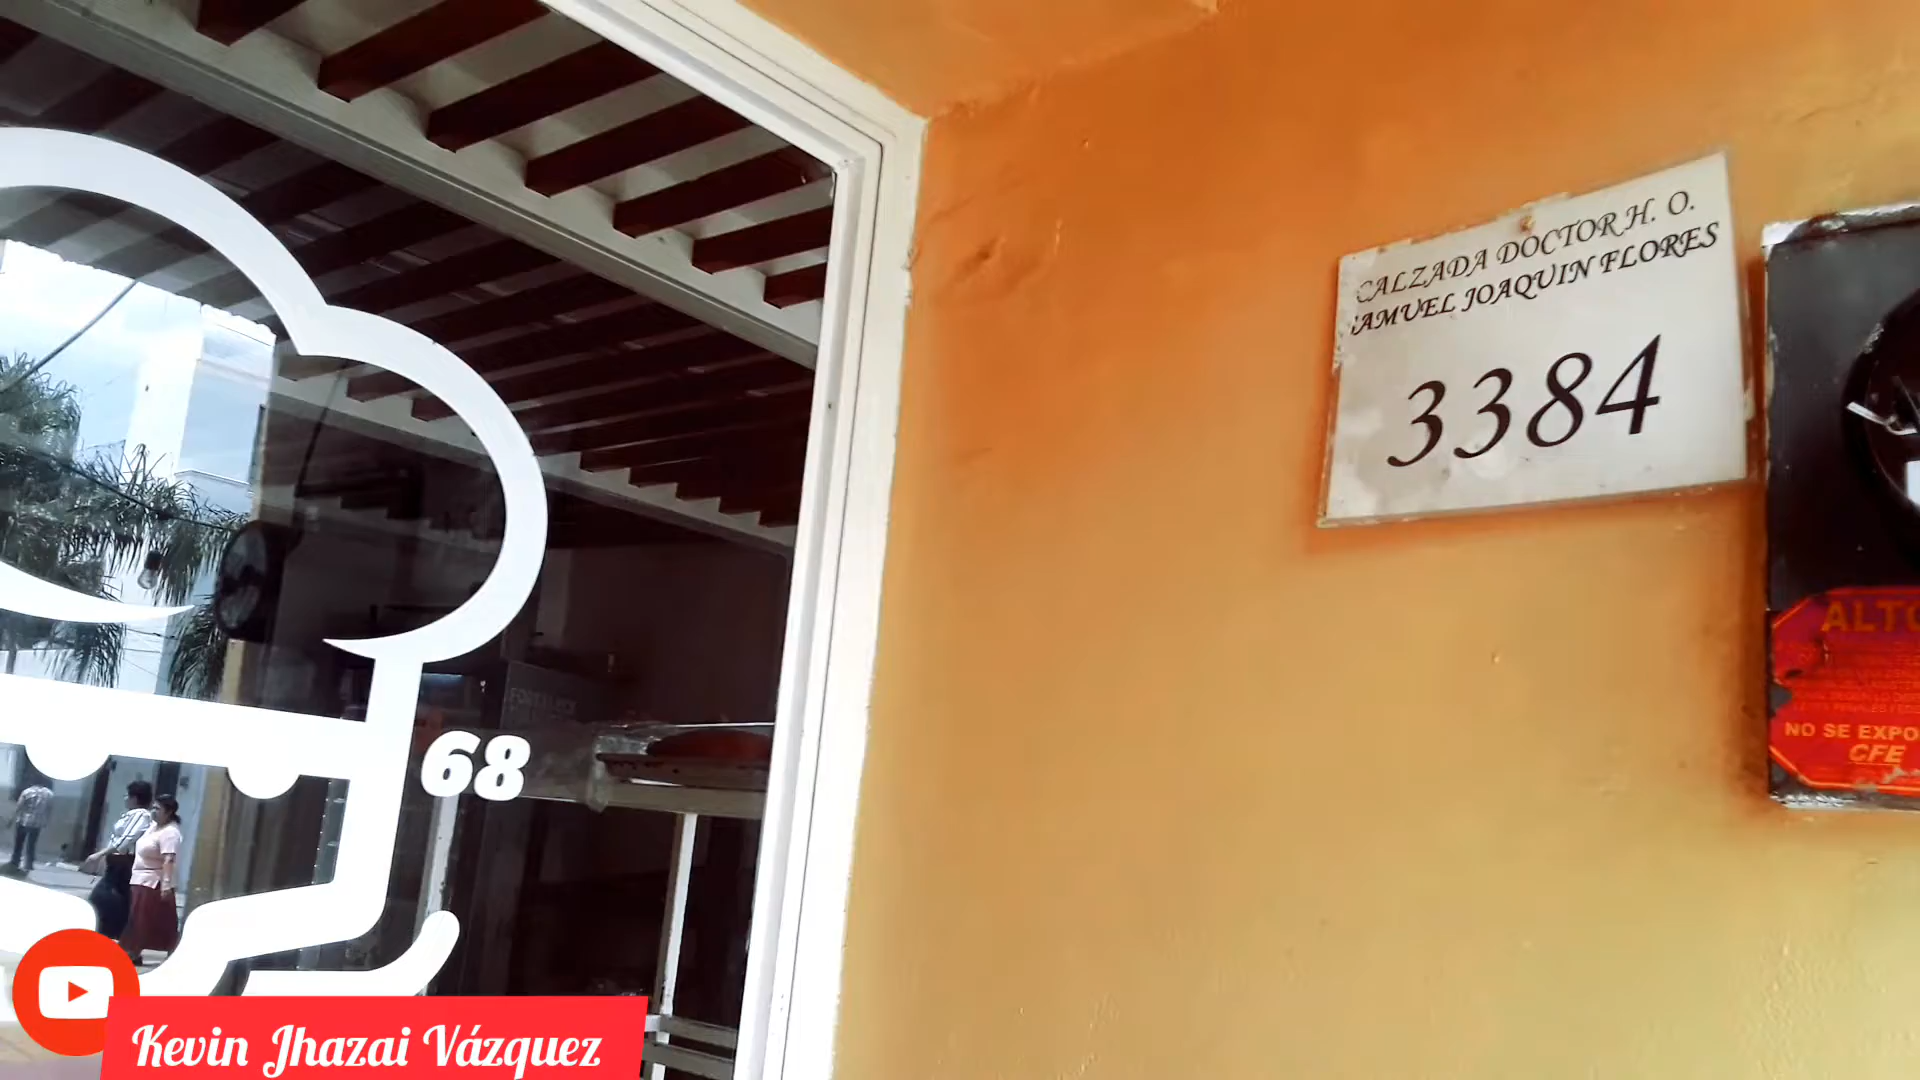 CALZADA DOCTOR H. O.
SAMUEL JOAQUIN FLORES
3384
68
ALTO
NO SE EXPO
CFE
Kevin Jhazai Vázquez